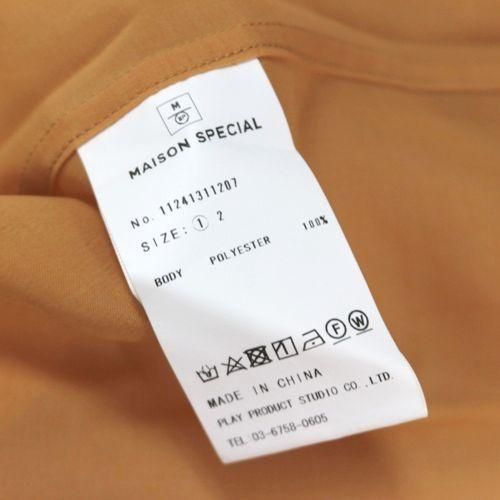 M
SP
MAISON SPECIAL
No. 11241311207
SIZE: ① 2
BODY POLYESTER 100%
F W
MADE IN CHINA
PLAY PRODUCT STUDIO CO.,LTD.
TEL:03-6758-0605